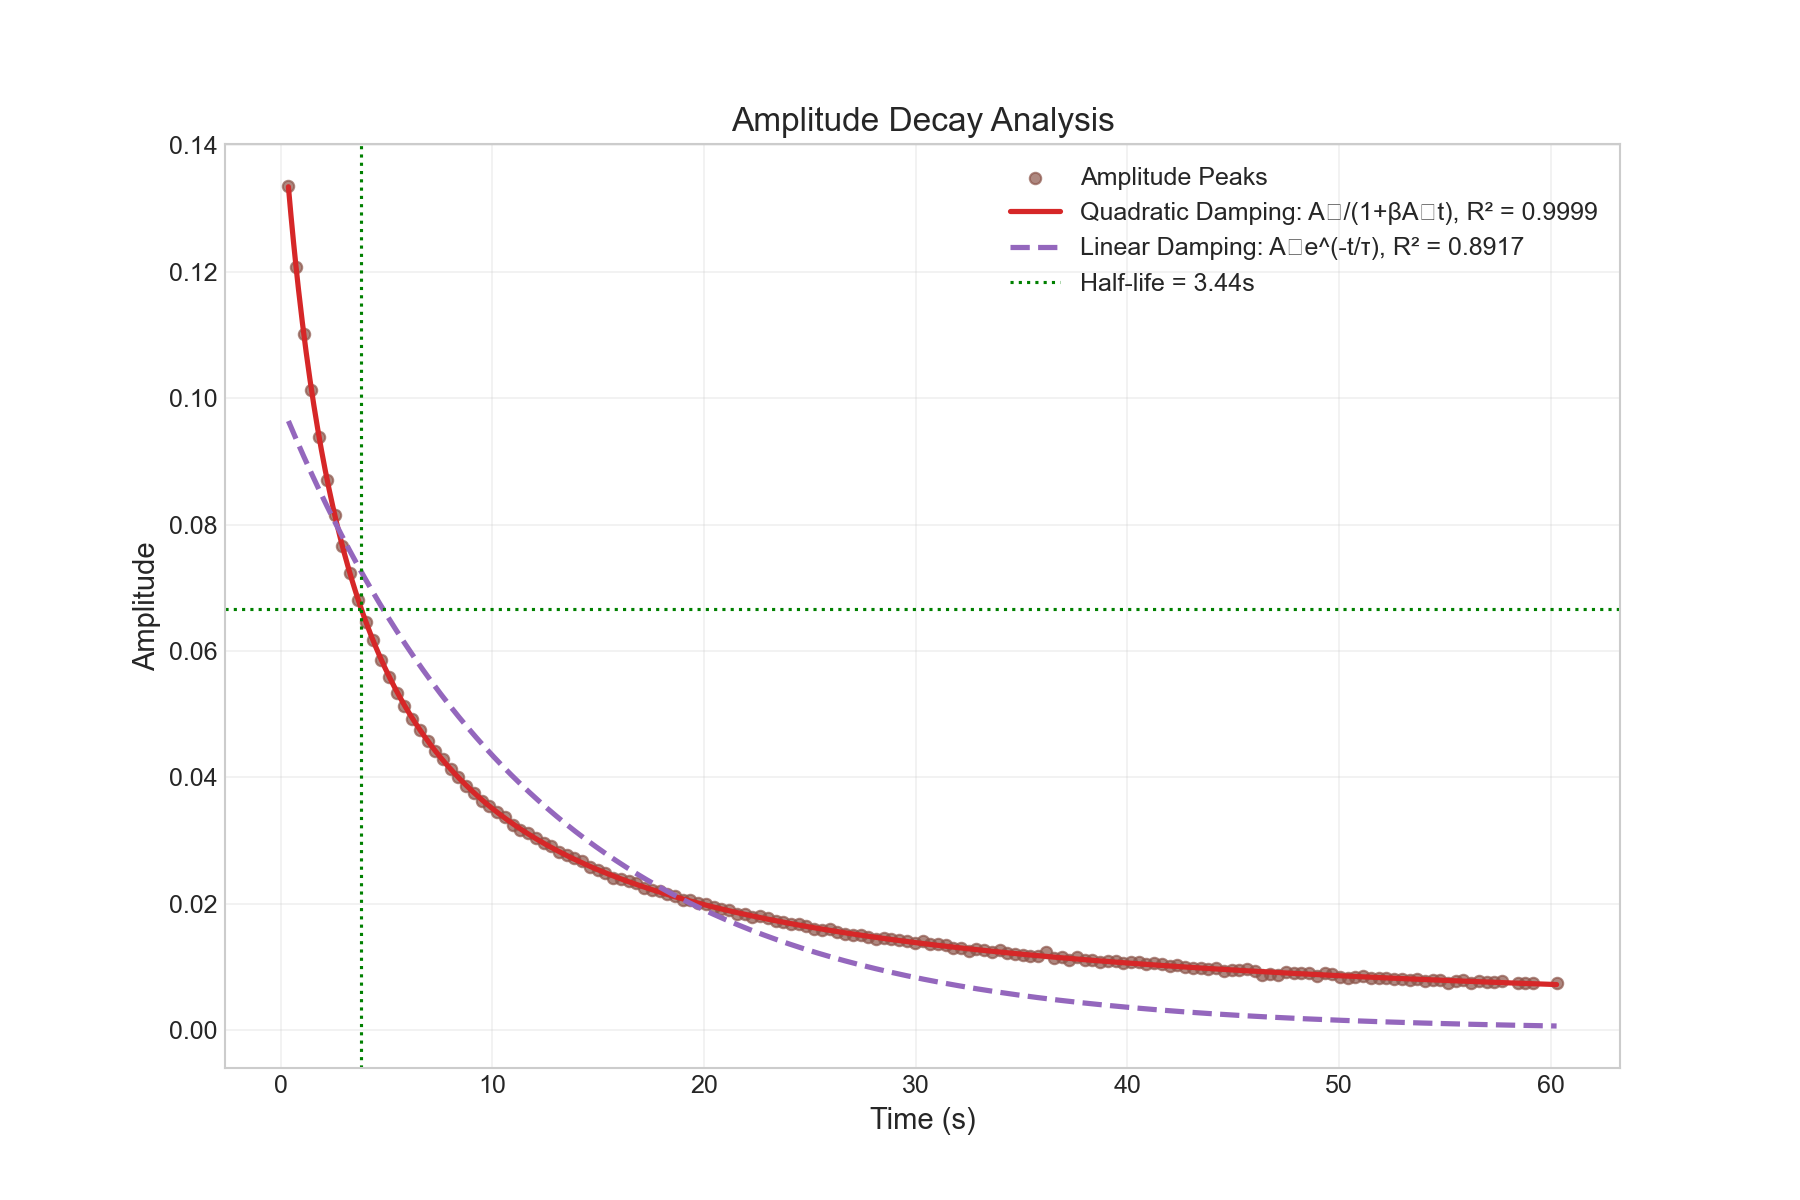 Amplitude Decay Analysis
0.14
0.12
0.10
0.08
0.06
0.04
0.02
0.00
Amplitude
Amplitude Peaks
Quadratic Damping: A□/(1+βA□t), R² = 0.9999
Linear Damping: A□e^(-t/τ), R² = 0.8917
Half-life = 3.44s
0 10 20 30 40 50 60
Time (s)